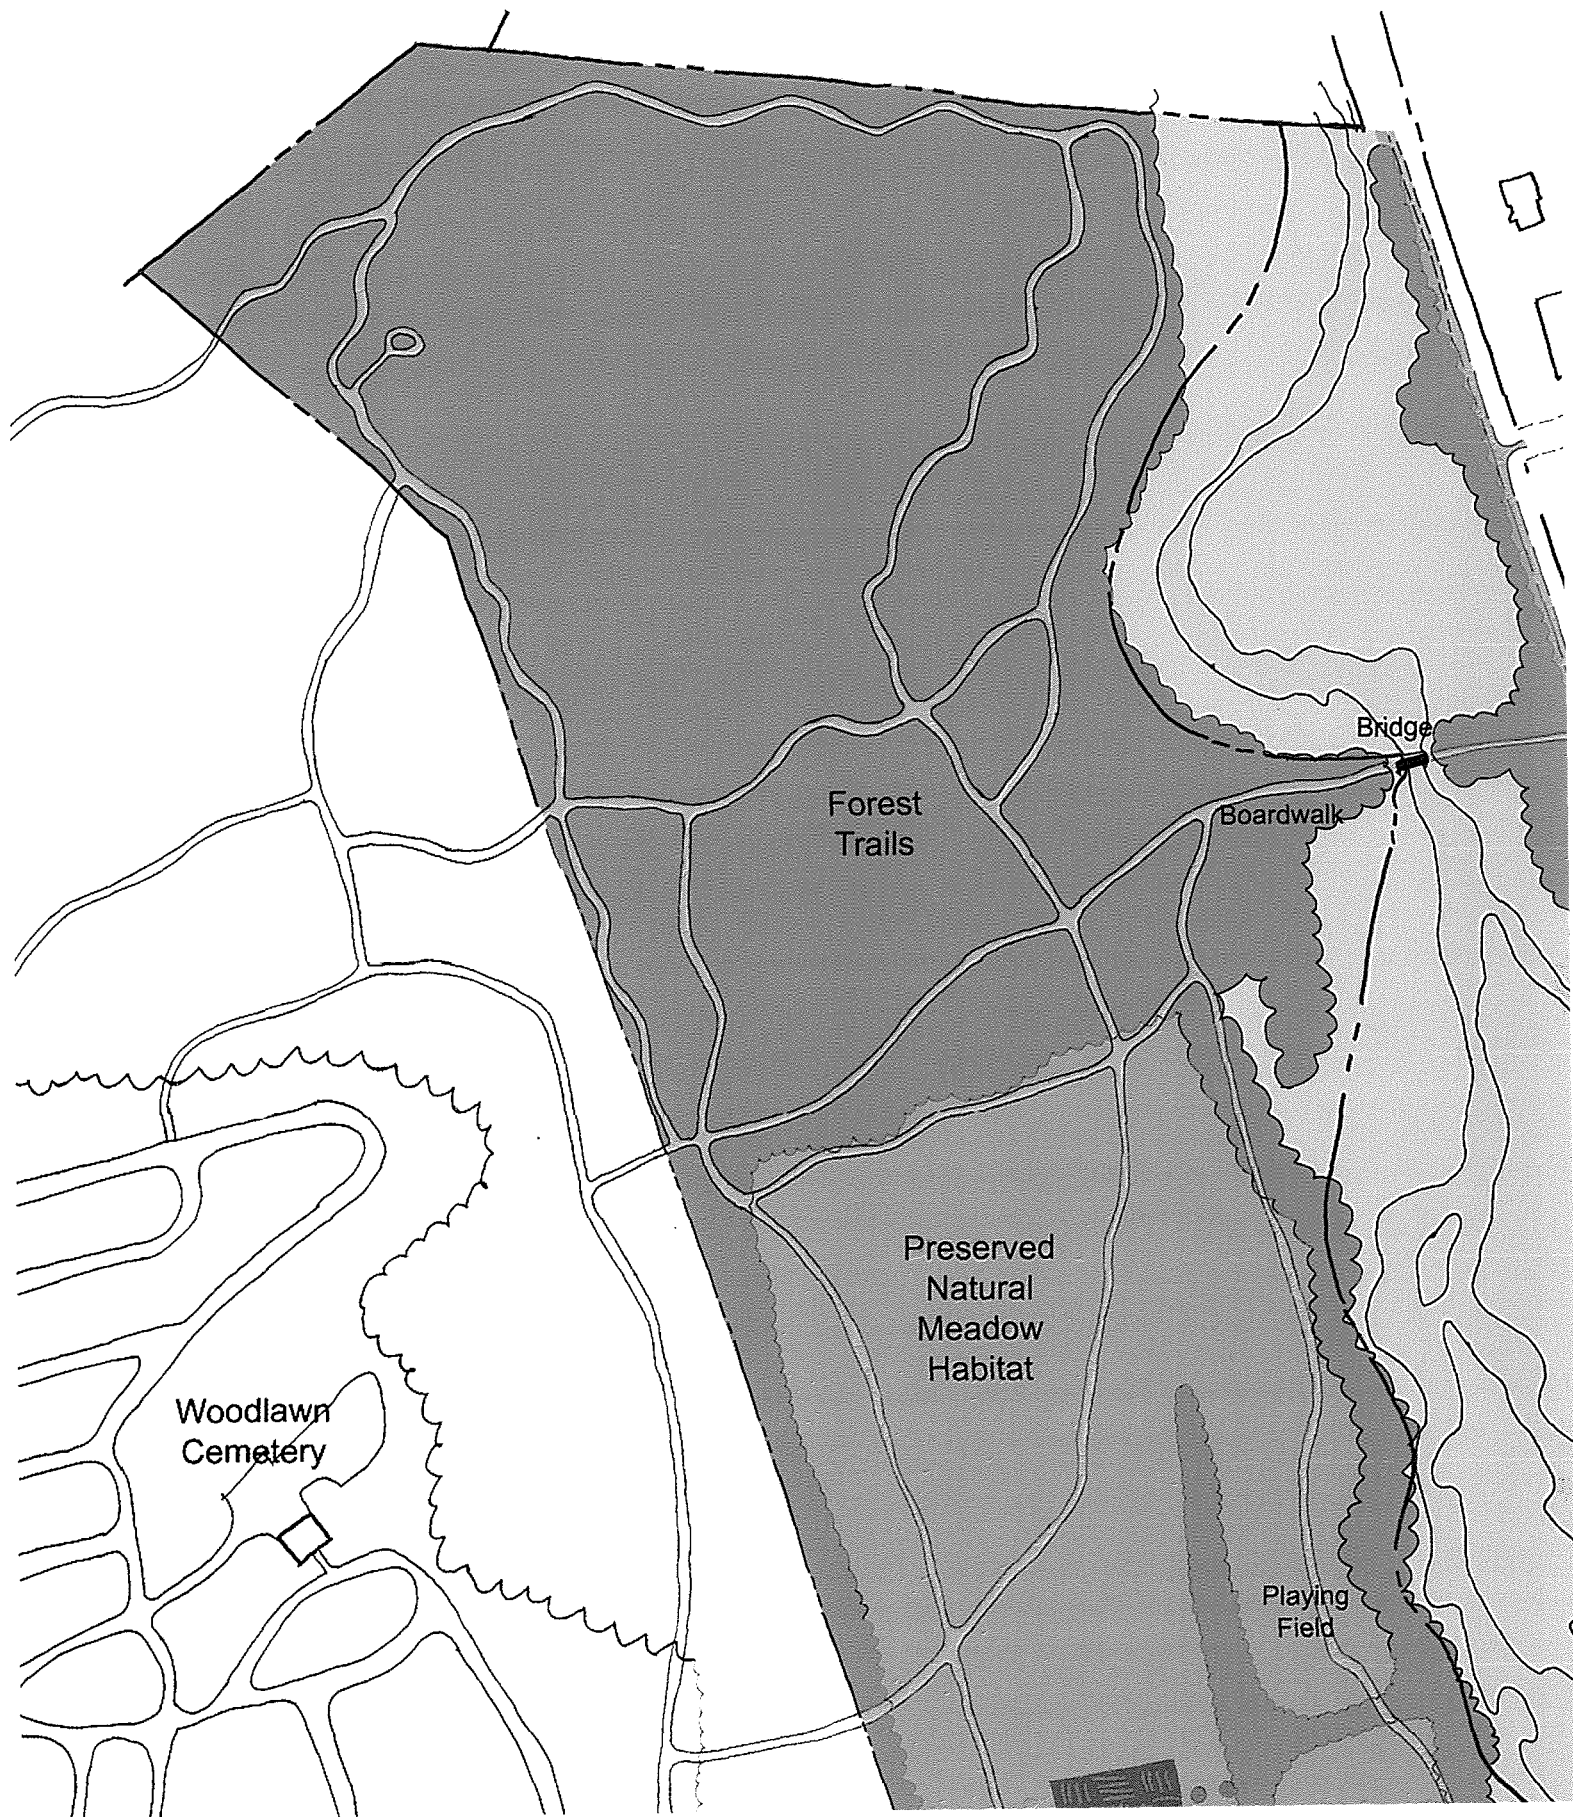 Bridge
Forest
Trails
Boardwalk
Preserved
Natural
Meadow
Habitat
Woodlawn
Cemetery
Playing
Field